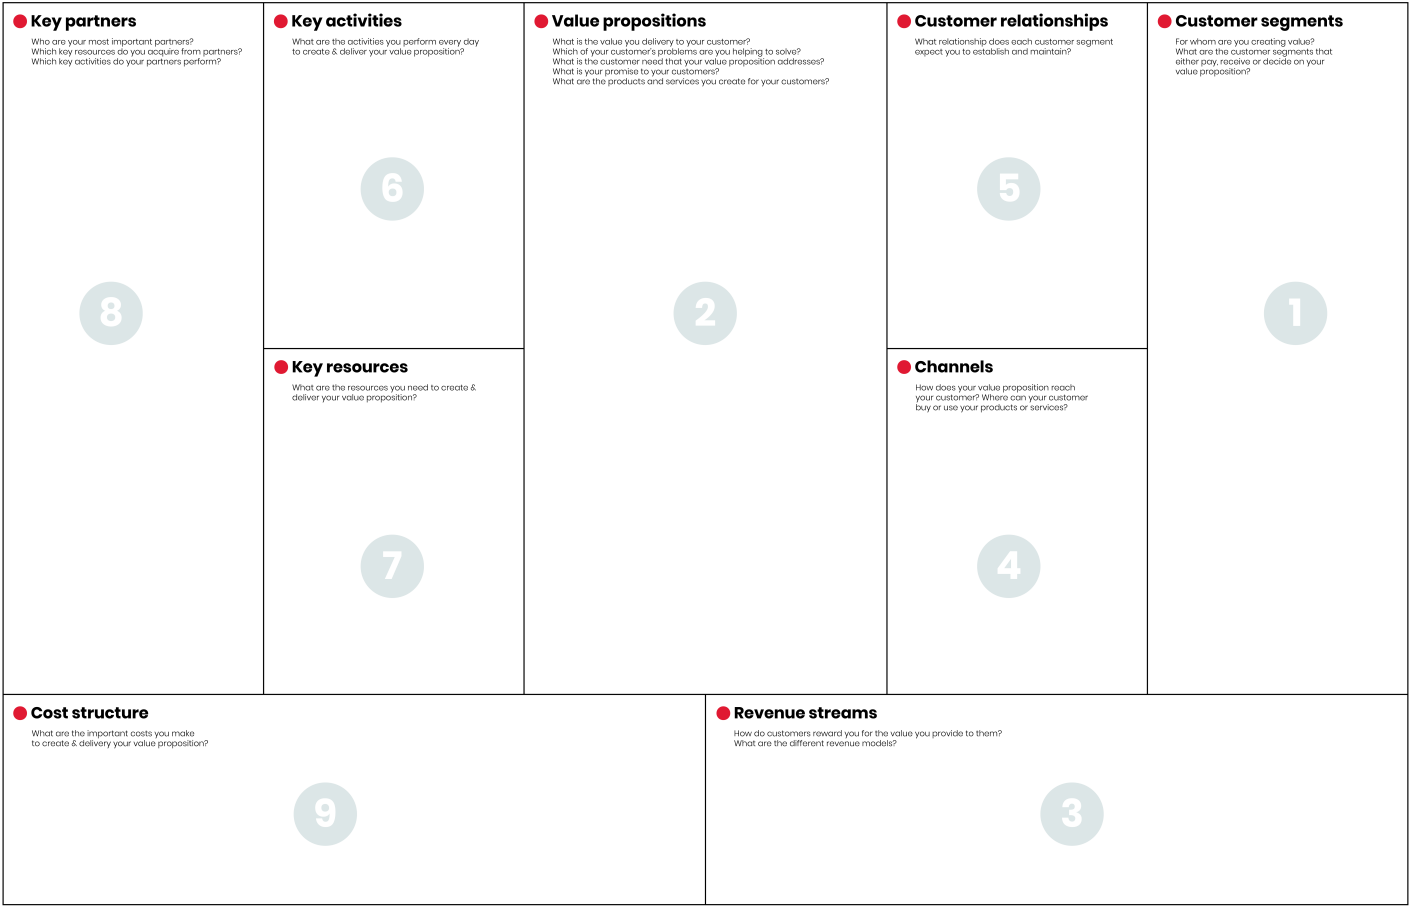 Key partners
Who are your most important partners?
Which key resources do you acquire from partners?
Which key activities do your partners perform?
8
Key activities
What are the activities you perform every day
to create & deliver your value proposition?
6
Key resources
What are the resources you need to create &
deliver your value proposition?
7
Value propositions
What is the value you delivery to your customer?
Which of your customer's problems are you helping to solve?
What is the customer need that your value proposition addresses?
What is your promise to your customers?
What are the products and services you create for your customers?
2
Customer relationships
What relationship does each customer segment
expect you to establish and maintain?
5
Channels
How does your value proposition reach
your customer? Where can your customer
buy or use your products or services?
4
Customer segments
For whom are you creating value?
What are the customer segments that
either pay, receive or decide on your
value proposition?
1
Cost structure
What are the important costs you make
to create & delivery your value proposition?
9
Revenue streams
How do customers reward you for the value you provide to them?
What are the different revenue models?
3